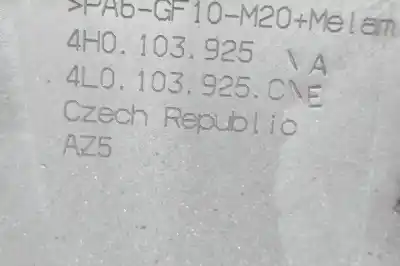 >PA6-GF10-M20+Melam
4H0.103.925 \A
4L0.103.925.C\E
Czech Republic
AZ5